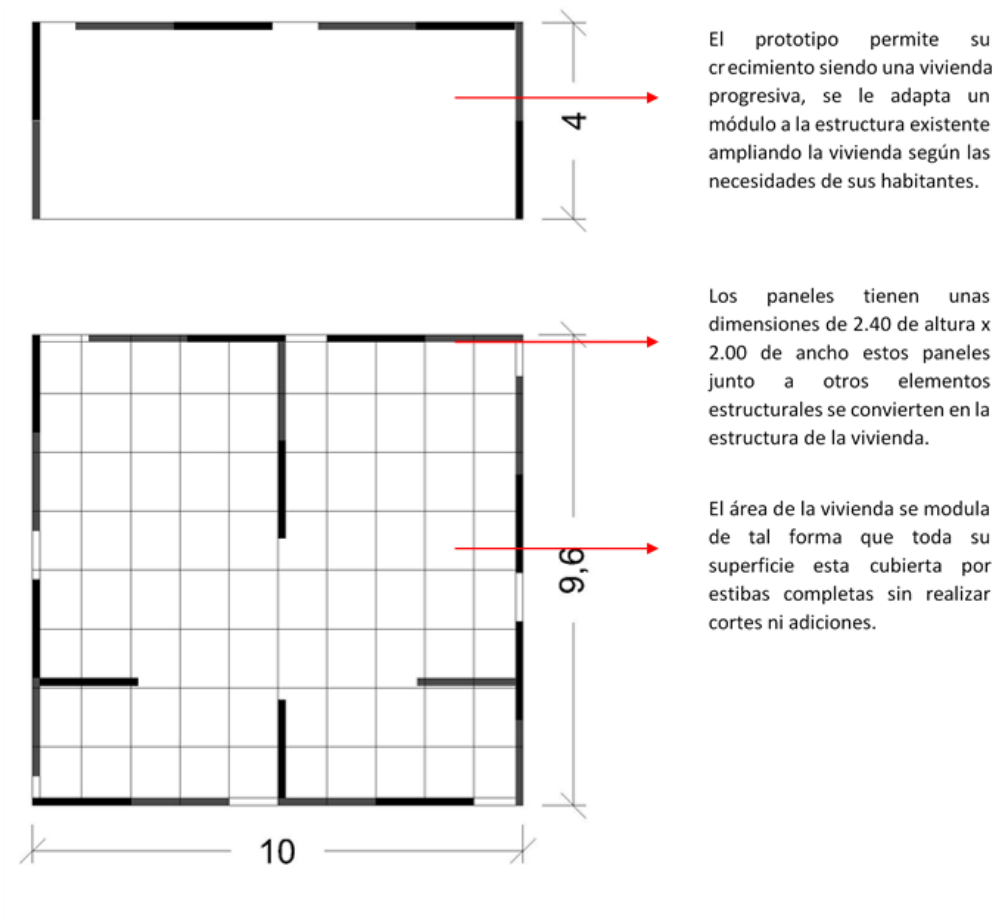 El prototipo permite su
crecimiento siendo una vivienda
progresiva, se le adapta un
módulo a la estructura existente
ampliando la vivienda según las
necesidades de sus habitantes.
4
Los paneles tienen unas
dimensiones de 2.40 de altura x
2.00 de ancho estos paneles
junto a otros elementos
estructurales se convierten en la
estructura de la vivienda.
El área de la vivienda se modula
de tal forma que toda su
superficie esta cubierta por
estibas completas sin realizar
cortes ni adiciones.
9,6
10